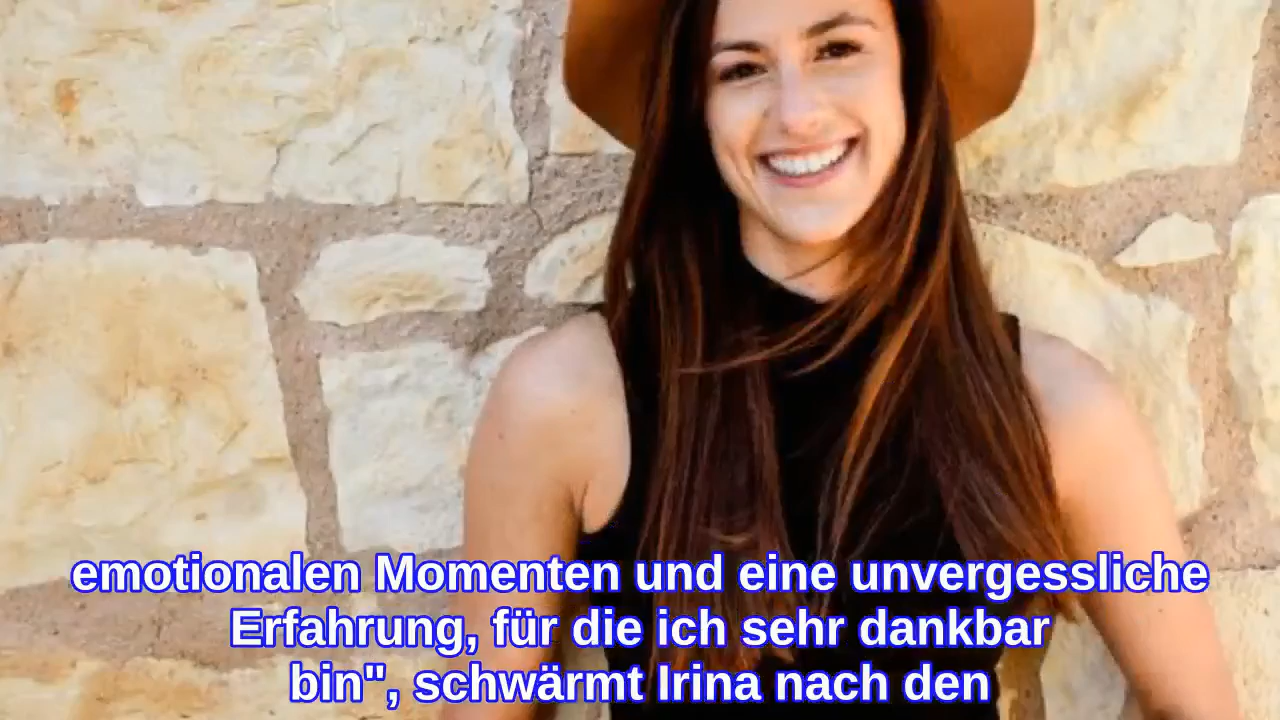 emotionalen Momenten und eine unvergessliche
Erfahrung, für die ich sehr dankbar
bin", schwärmt Irina nach den